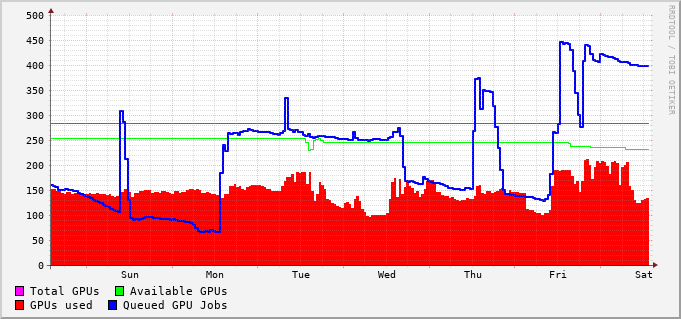 500
450
400
350
300
250
200
150
100
50
0
Sun Mon Tue Wed Thu Fri Sat
Total GPUs Available GPUs
GPUs used Queued GPU Jobs
RRDTOOL / TOBI OETIKER